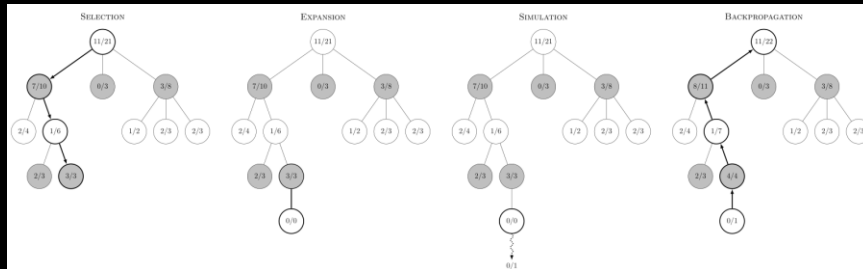 SELECTION EXPANSION SIMULATION BACKPROPAGATION
11/21 11/21 11/21 11/22
7/10 0/3 3/8 7/10 0/3 3/8 7/10 0/3 3/8 8/11 0/3 3/8
2/4 1/6 1/2 2/3 2/3 2/4 1/6 1/2 2/3 2/3 2/4 1/6 1/2 2/3 2/3 2/4 1/7 1/2 2/3 2/3
2/3 3/3 2/3 3/3 2/3 3/3 2/3 4/4
0/0 0/0 0/1
0/1